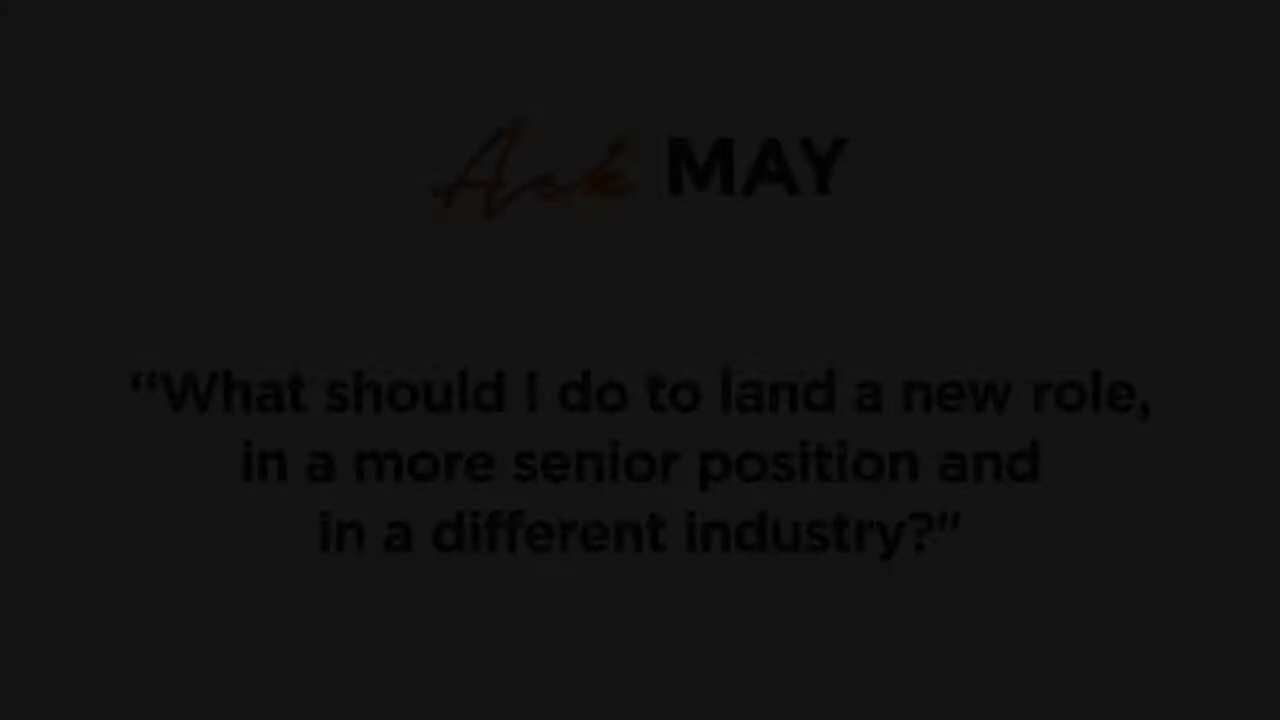 Ask MAY
“What should I do to land a new role,
in a more senior position and
in a different industry?”